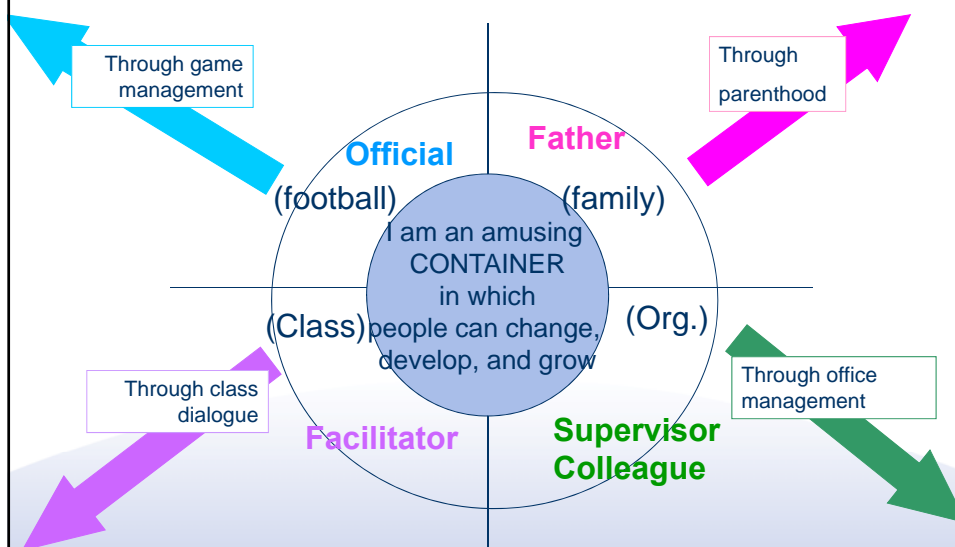 Through game
management
Through
parenthood
Official
(football)
Father
(family)
I am an amusing
CONTAINER
in which
people can change,
develop, and grow
(Class)
(Org.)
Through class
dialogue
Facilitator
Through office
management
Supervisor
Colleague